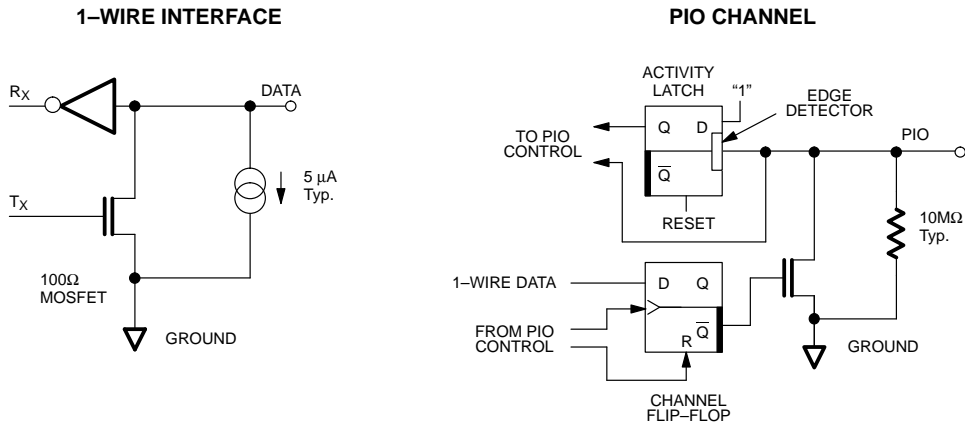 1–WIRE INTERFACE
RX
DATA
5 μA
Typ.
TX
100Ω
MOSFET
GROUND
PIO CHANNEL
ACTIVITY
LATCH
“1”
EDGE
DETECTOR
Q D
TO PIO
CONTROL
PIO
Q̅
RESET
10MΩ
Typ.
1–WIRE DATA
D Q
FROM PIO
CONTROL
Q̅
R
GROUND
CHANNEL
FLIP–FLOP